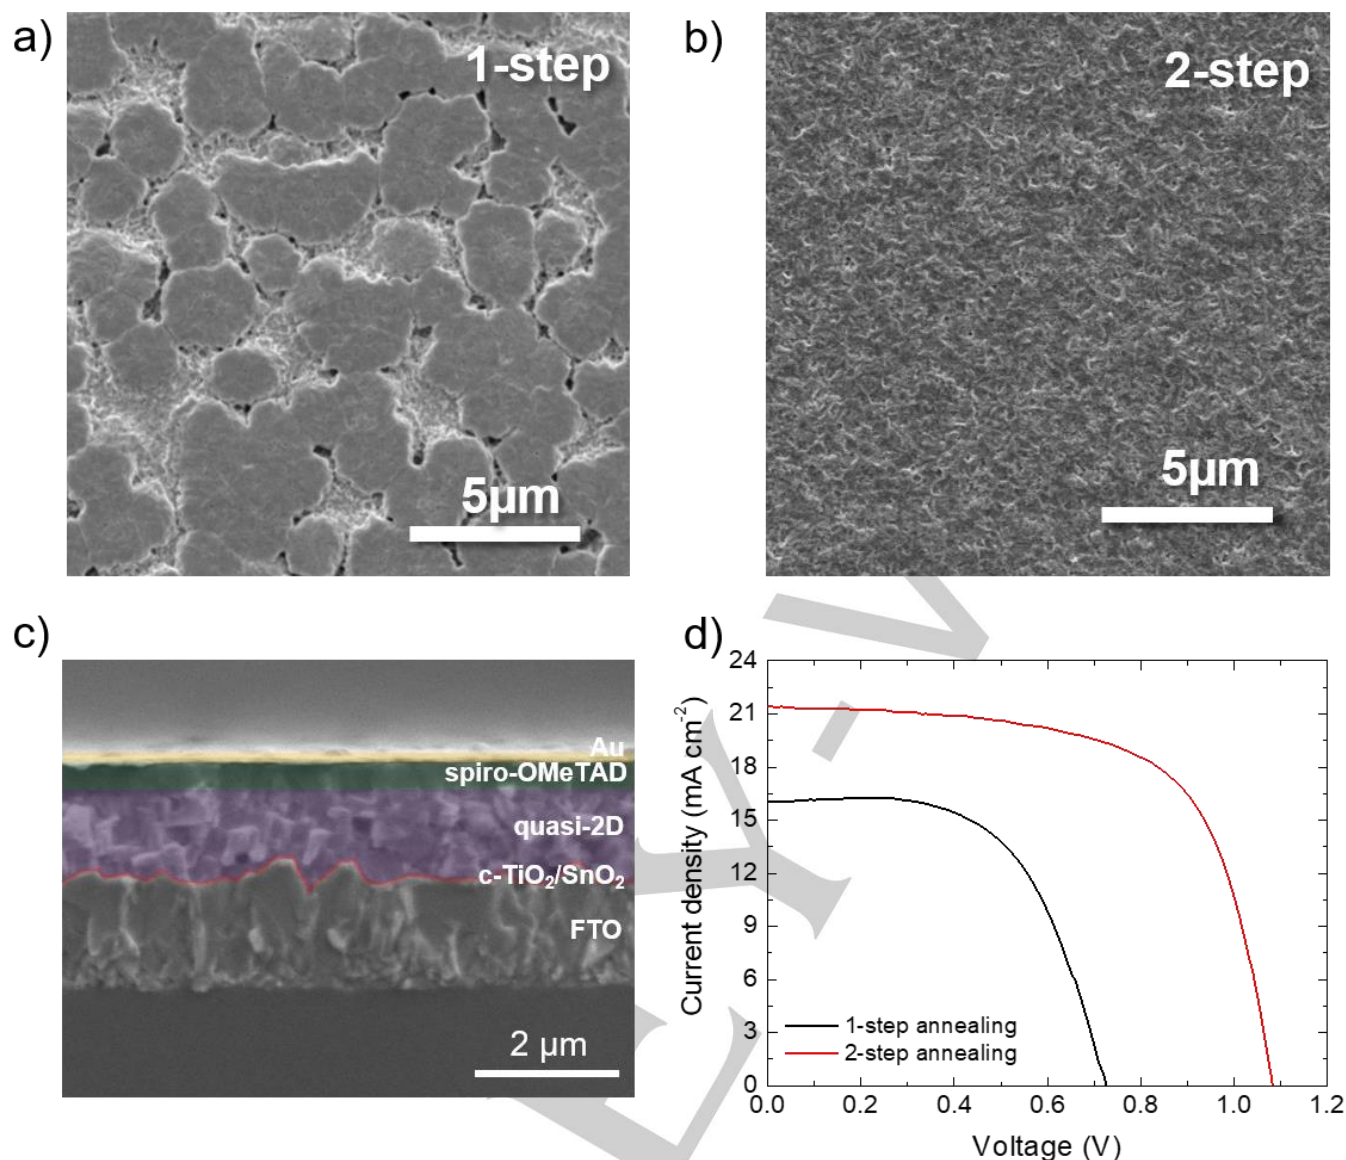 a)
1-step
5µm
b)
2-step
5µm
c)
Au
spiro-OMeTAD
quasi-2D
c-TiO₂/SnO₂
FTO
2 µm
d)
Current density (mA cm⁻²)
24
21
18
15
12
9
6
3
0
1-step annealing
2-step annealing
0.0 0.2 0.4 0.6 0.8 1.0 1.2
Voltage (V)